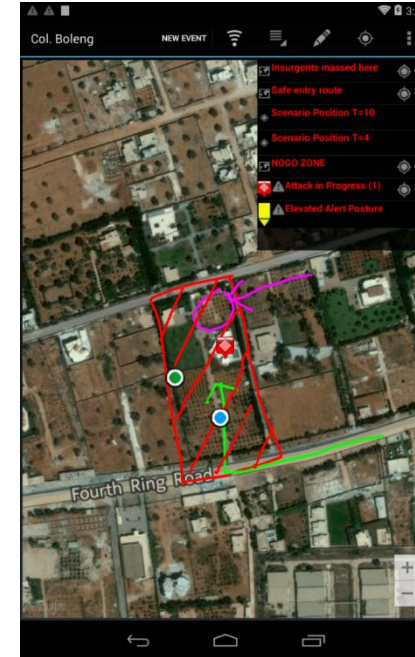 3:
Col. Boleng
NEW EVENT
Insurgents massed here
Safe entry route
Scenario Position T=10
Scenario Position T=4
NOGO ZONE
Attack in Progress (1)
Elevated Alert Posture
Fourth Ring Road
+
−